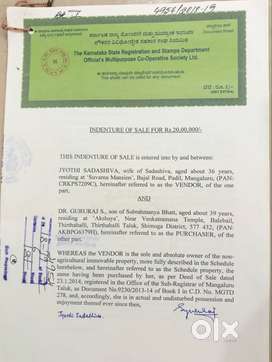 4954/2018-19
The Karnataka State Registration and Stamps Department
Official's Multipurpose Co-Operative Society Ltd.
INDENTURE OF SALE FOR Rs.20,00,000/-
THIS INDENTURE OF SALE is entered into by and between:
JYOTHI SADASHIVA, wife of Sadashiva, aged about 36 years,
residing at 'Suvarna Mansion', Bajal Road, Padil, Mangaluru, (PAN-
hereinafter referred to as the VENDOR, of the one
part;
AND
DR. GURURAJ S., son of Subrahmanya Bhatt, aged about 39 years,
residing at 'Akshaya', Near Venkataramana Temple, Balebail,
Thirthahalli, Thirthahalli Taluk, Shimoga District, 577 432, (PAN-
hereinafter referred to as the PURCHASER, of
the other part.
WHEREAS the VENDOR is the sole and absolute owner of the non-
agricultural immovable property, more fully described in the Schedule
hereinbelow, and hereinafter referred to as the Schedule property, the
same having been purchased by her, as per Deed of Sale dated
23.1.2014, registered in the Office of the Sub-Registrar of Mangaluru
Taluk, as Document No.9230/2013-14 of Book I in C.D. No. MGTD
278, and, accordingly, she is in actual and undisturbed possession and
enjoyment thereof ever since then,
Jyothi Sadashiva.
olx